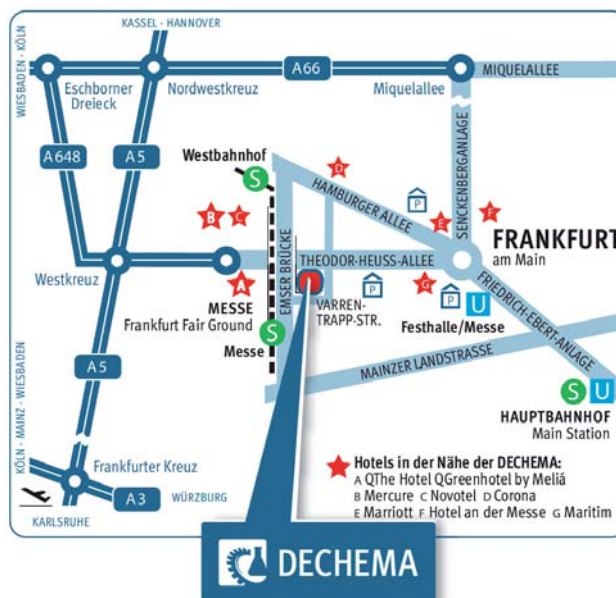 KASSEL - HANNOVER
WIESBADEN · KÖLN
A66
MIQUELALLEE
Eschborner
Dreieck
Nordwestkreuz
Miquelallee
A 648
A5
Westbahnhof
S
D
HAMBURGER ALLEE
P
SENCKENBERGANLAGE
B
C
E
F
FRANKFURT
am Main
THEODOR-HEUSS-ALLEE
Westkreuz
A
EMSER BRÜCKE
P
G
P
U
MESSE
Frankfurt Fair Ground
VARREN-
TRAPP-STR.
Festhalle/Messe
FRIEDRICH-EBERT-ANLAGE
Messe
S
A5
MAINZER LANDSTRASSE
S U
HAUPTBAHNHOF
Main Station
KÖLN - MAINZ - WIESBADEN
Frankfurter Kreuz
A3
WÜRZBURG
KARLSRUHE
Hotels in der Nähe der DECHEMA:
A QThe Hotel QGreenhotel by Meliá
B Mercure C Novotel D Corona
E Marriott F Hotel an der Messe G Maritim
DECHEMA